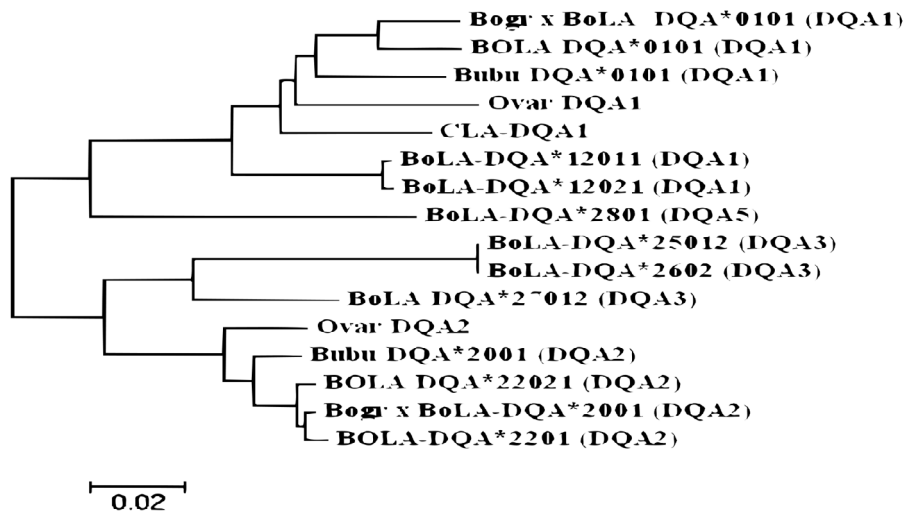 Bogr x BoLA DQA*0101 (DQA1)
BOLA DQA*0101 (DQA1)
Bubu DQA*0101 (DQA1)
Ovar DQA1
CLA-DQA1
BoLA-DQA*12011 (DQA1)
BoLA-DQA*12021 (DQA1)
BoLA-DQA*2801 (DQA5)
BoLA-DQA*25012 (DQA3)
BoLA-DQA*2602 (DQA3)
BoLA DQA*27012 (DQA3)
Ovar DQA2
Bubu DQA*2001 (DQA2)
BOLA DQA*22021 (DQA2)
Bogr x BoLA-DQA*2001 (DQA2)
BOLA-DQA*2201 (DQA2)
0.02